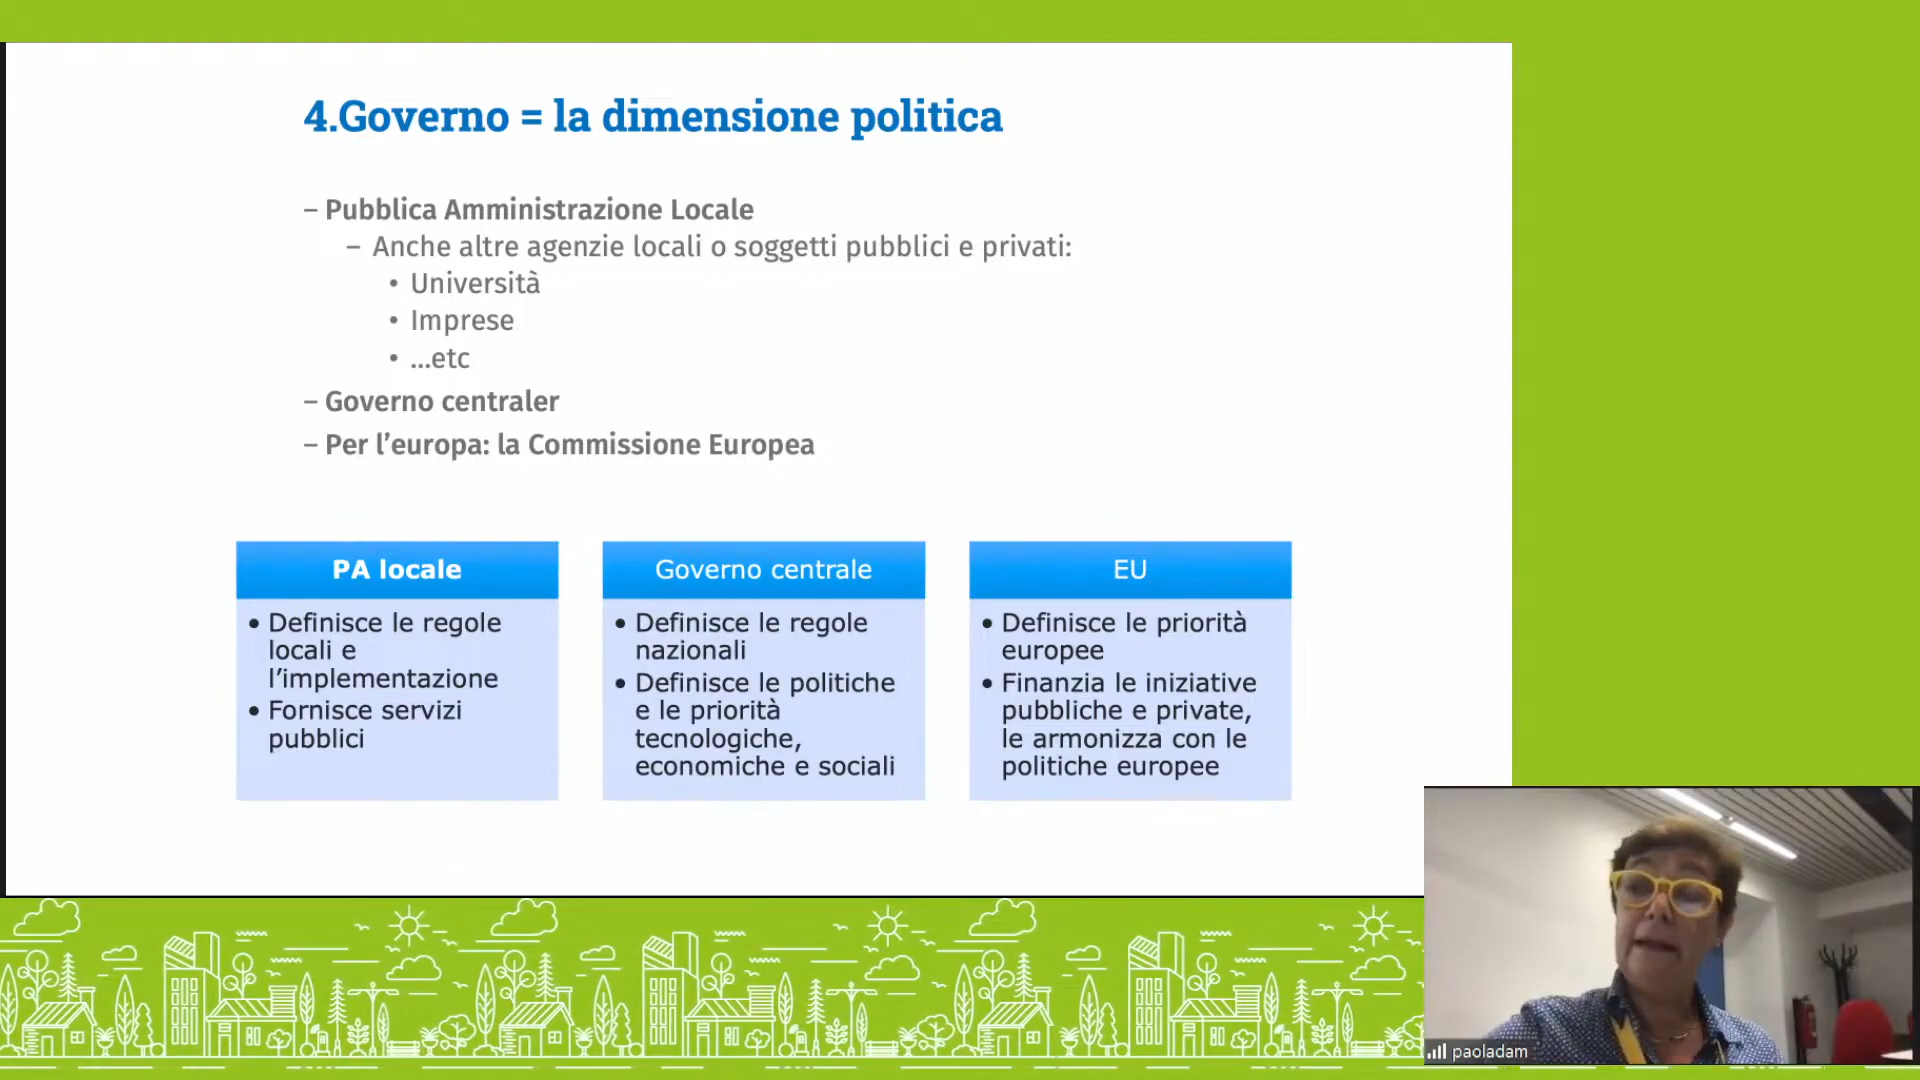 4.Governo = la dimensione politica
– Pubblica Amministrazione Locale
– Anche altre agenzie locali o soggetti pubblici e privati:
• Università
• Imprese
• ...etc
– Governo centraler
– Per l’europa: la Commissione Europea
PA locale
• Definisce le regole
locali e
l’implementazione
• Fornisce servizi
pubblici
Governo centrale
• Definisce le regole
nazionali
• Definisce le politiche
e le priorità
tecnologiche,
economiche e sociali
EU
• Definisce le priorità
europee
• Finanzia le iniziative
pubbliche e private,
le armonizza con le
politiche europee
paoladam